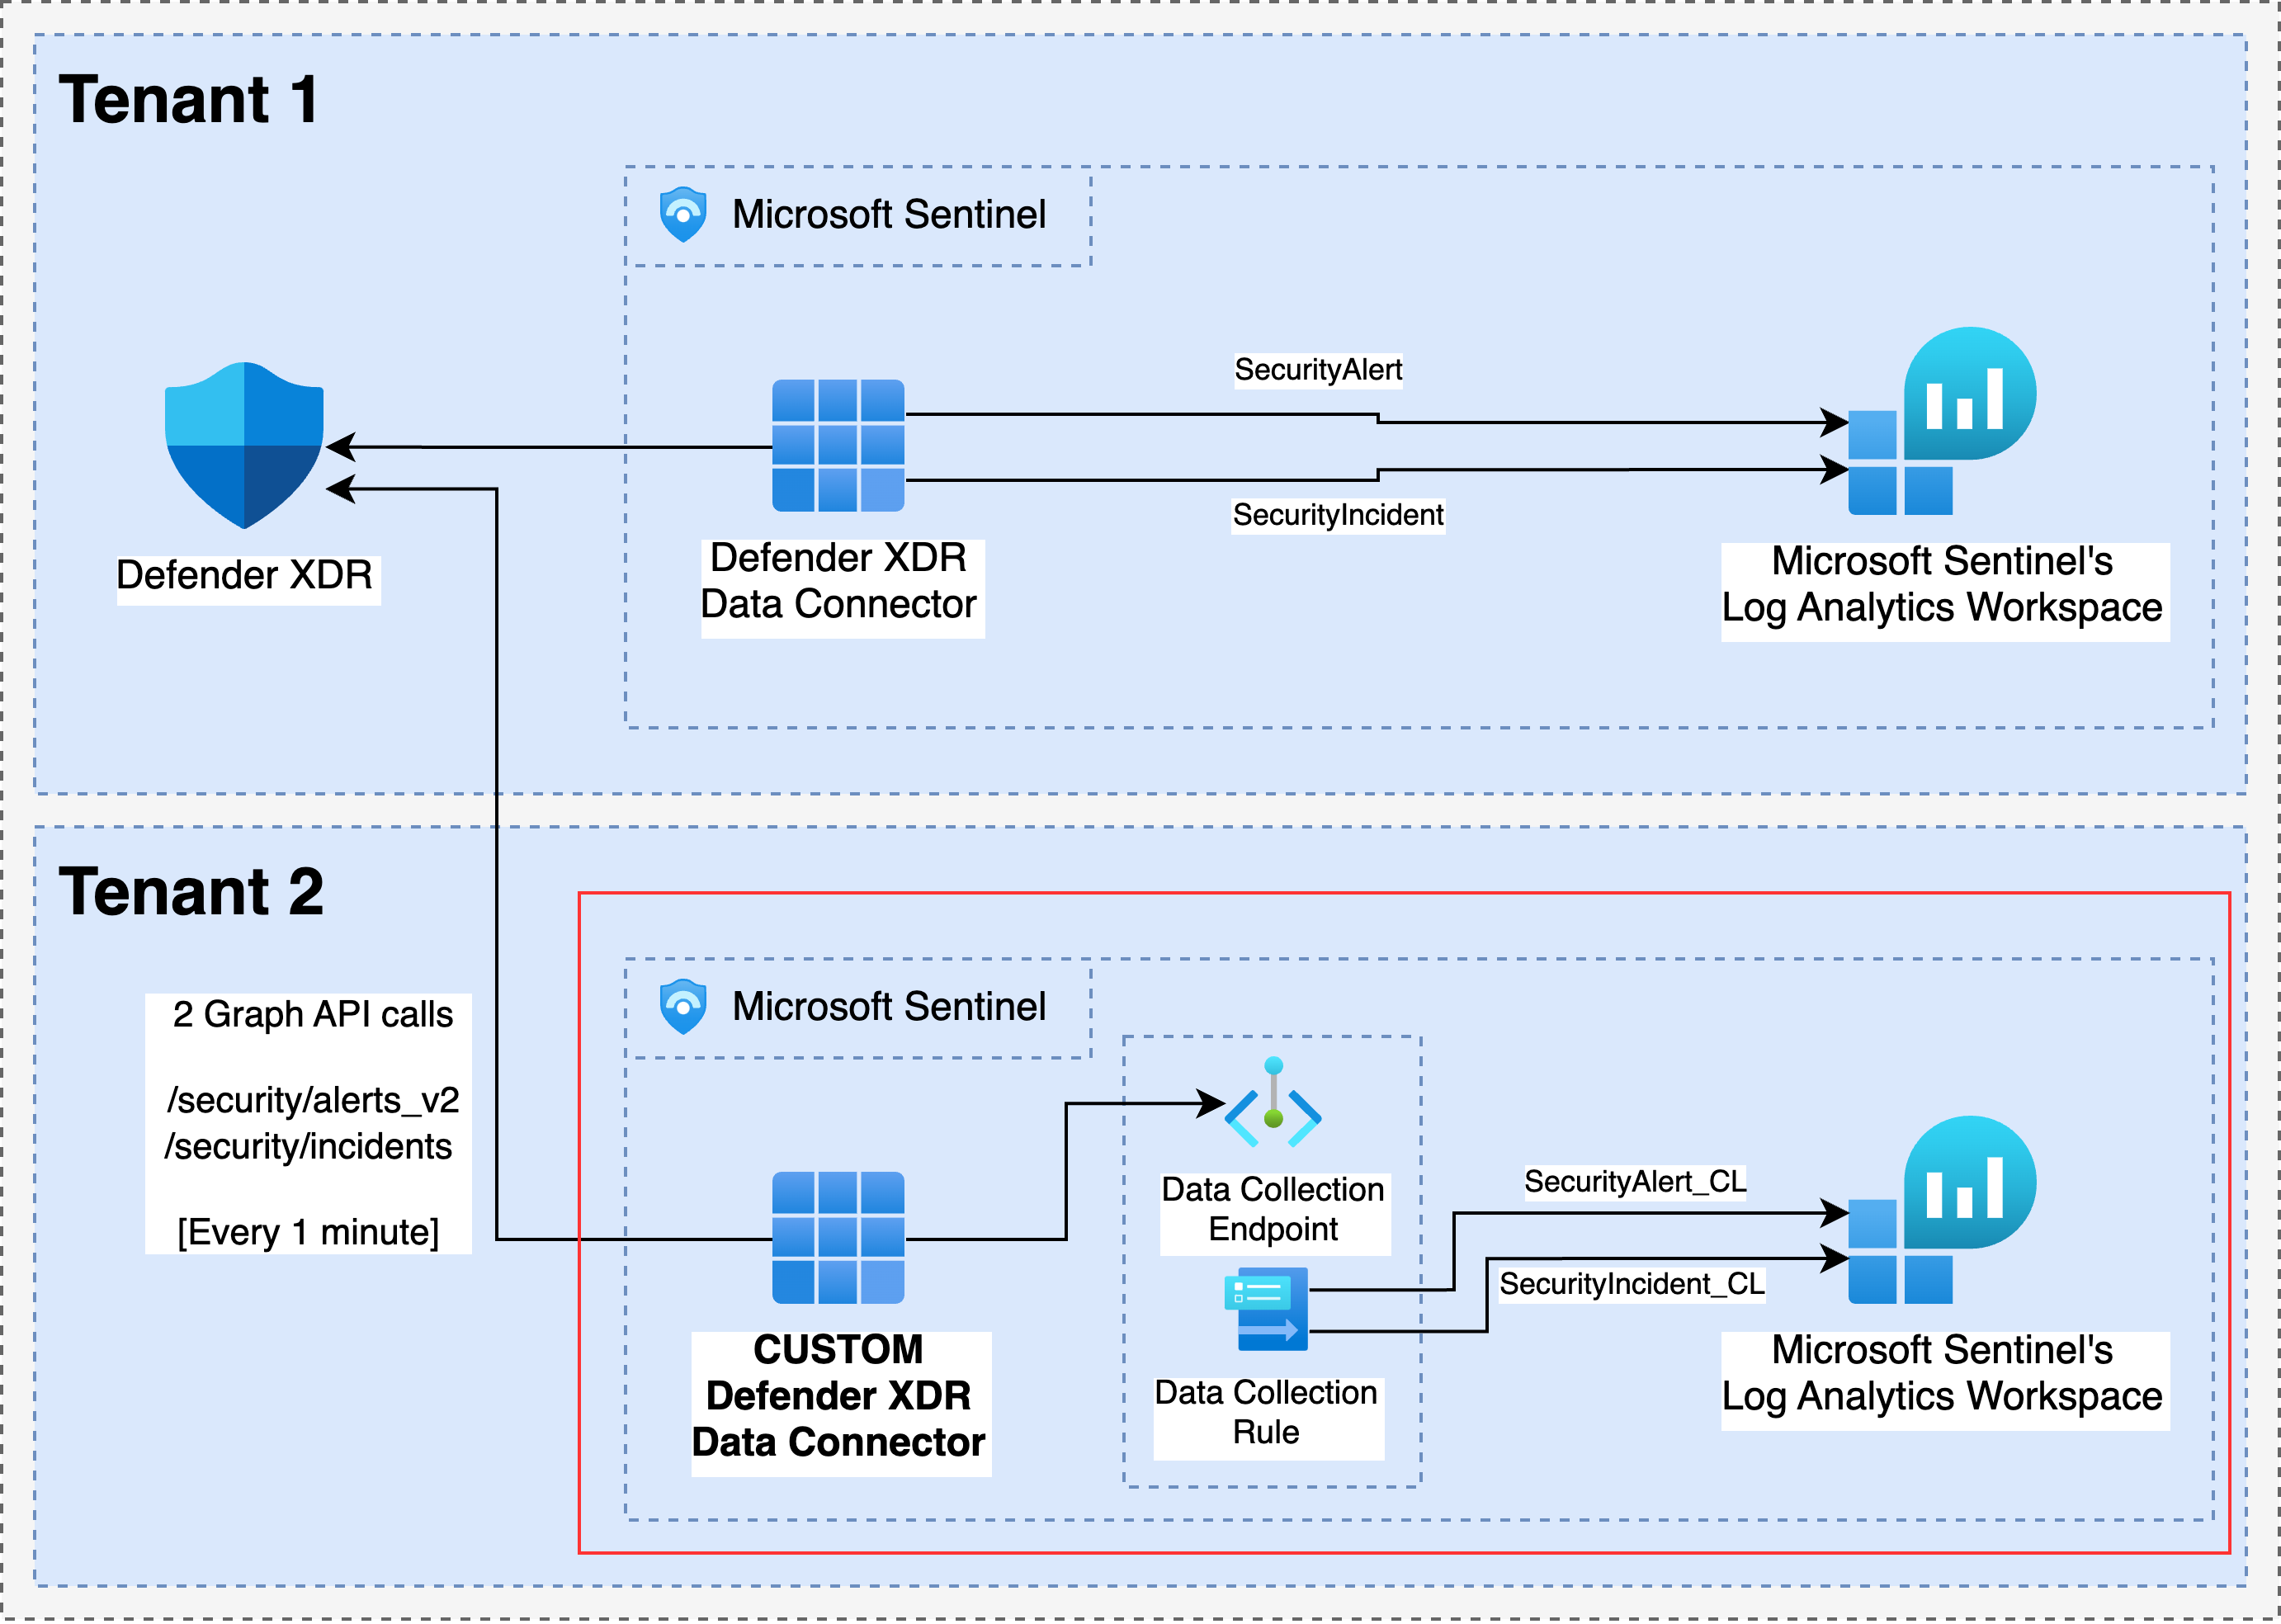 Tenant 1
Microsoft Sentinel
SecurityAlert
SecurityIncident
Defender XDR
Defender XDR
Data Connector
Microsoft Sentinel's
Log Analytics Workspace
Tenant 2
Microsoft Sentinel
2 Graph API calls
/security/alerts_v2
/security/incidents
[Every 1 minute]
Data Collection
Endpoint
SecurityAlert_CL
SecurityIncident_CL
CUSTOM
Defender XDR
Data Connector
Data Collection
Rule
Microsoft Sentinel's
Log Analytics Workspace